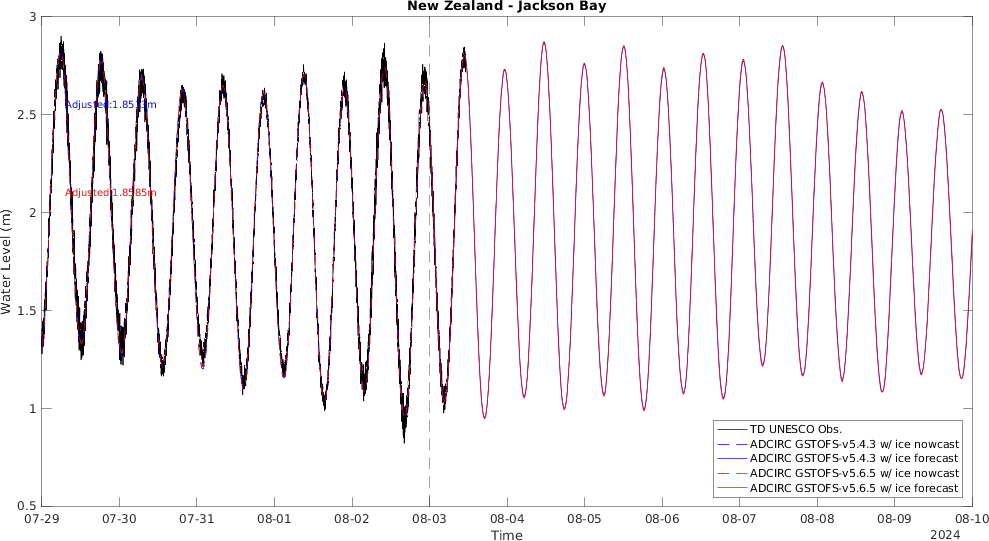 New Zealand - Jackson Bay
3
2.5
2
1.5
1
0.5
Water Level (m)
Adjusted:1.8585m
07-29 07-30 07-31 08-01 08-02 08-03 08-04 08-05 08-06 08-07 08-08 08-09 08-10
Time
2024
TD UNESCO Obs.
ADCIRC GSTOFS-v5.4.3 w/ ice nowcast
ADCIRC GSTOFS-v5.4.3 w/ ice forecast
ADCIRC GSTOFS-v5.6.5 w/ ice nowcast
ADCIRC GSTOFS-v5.6.5 w/ ice forecast